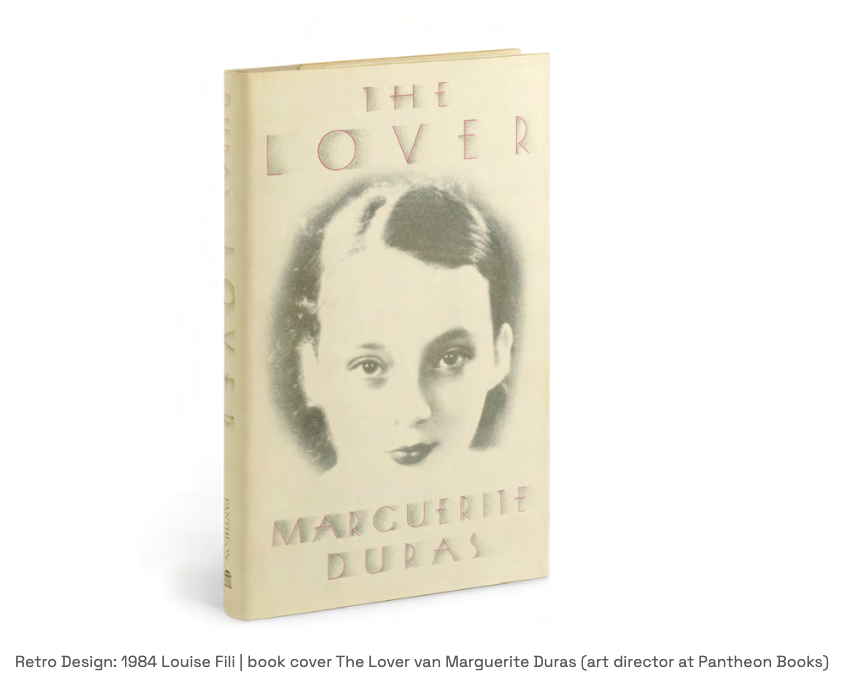 THE
LOVER
MARGUERITE
DURAS
DURAS LOVER
PANTHEON
Retro Design: 1984 Louise Fili | book cover The Lover van Marguerite Duras (art director at Pantheon Books)